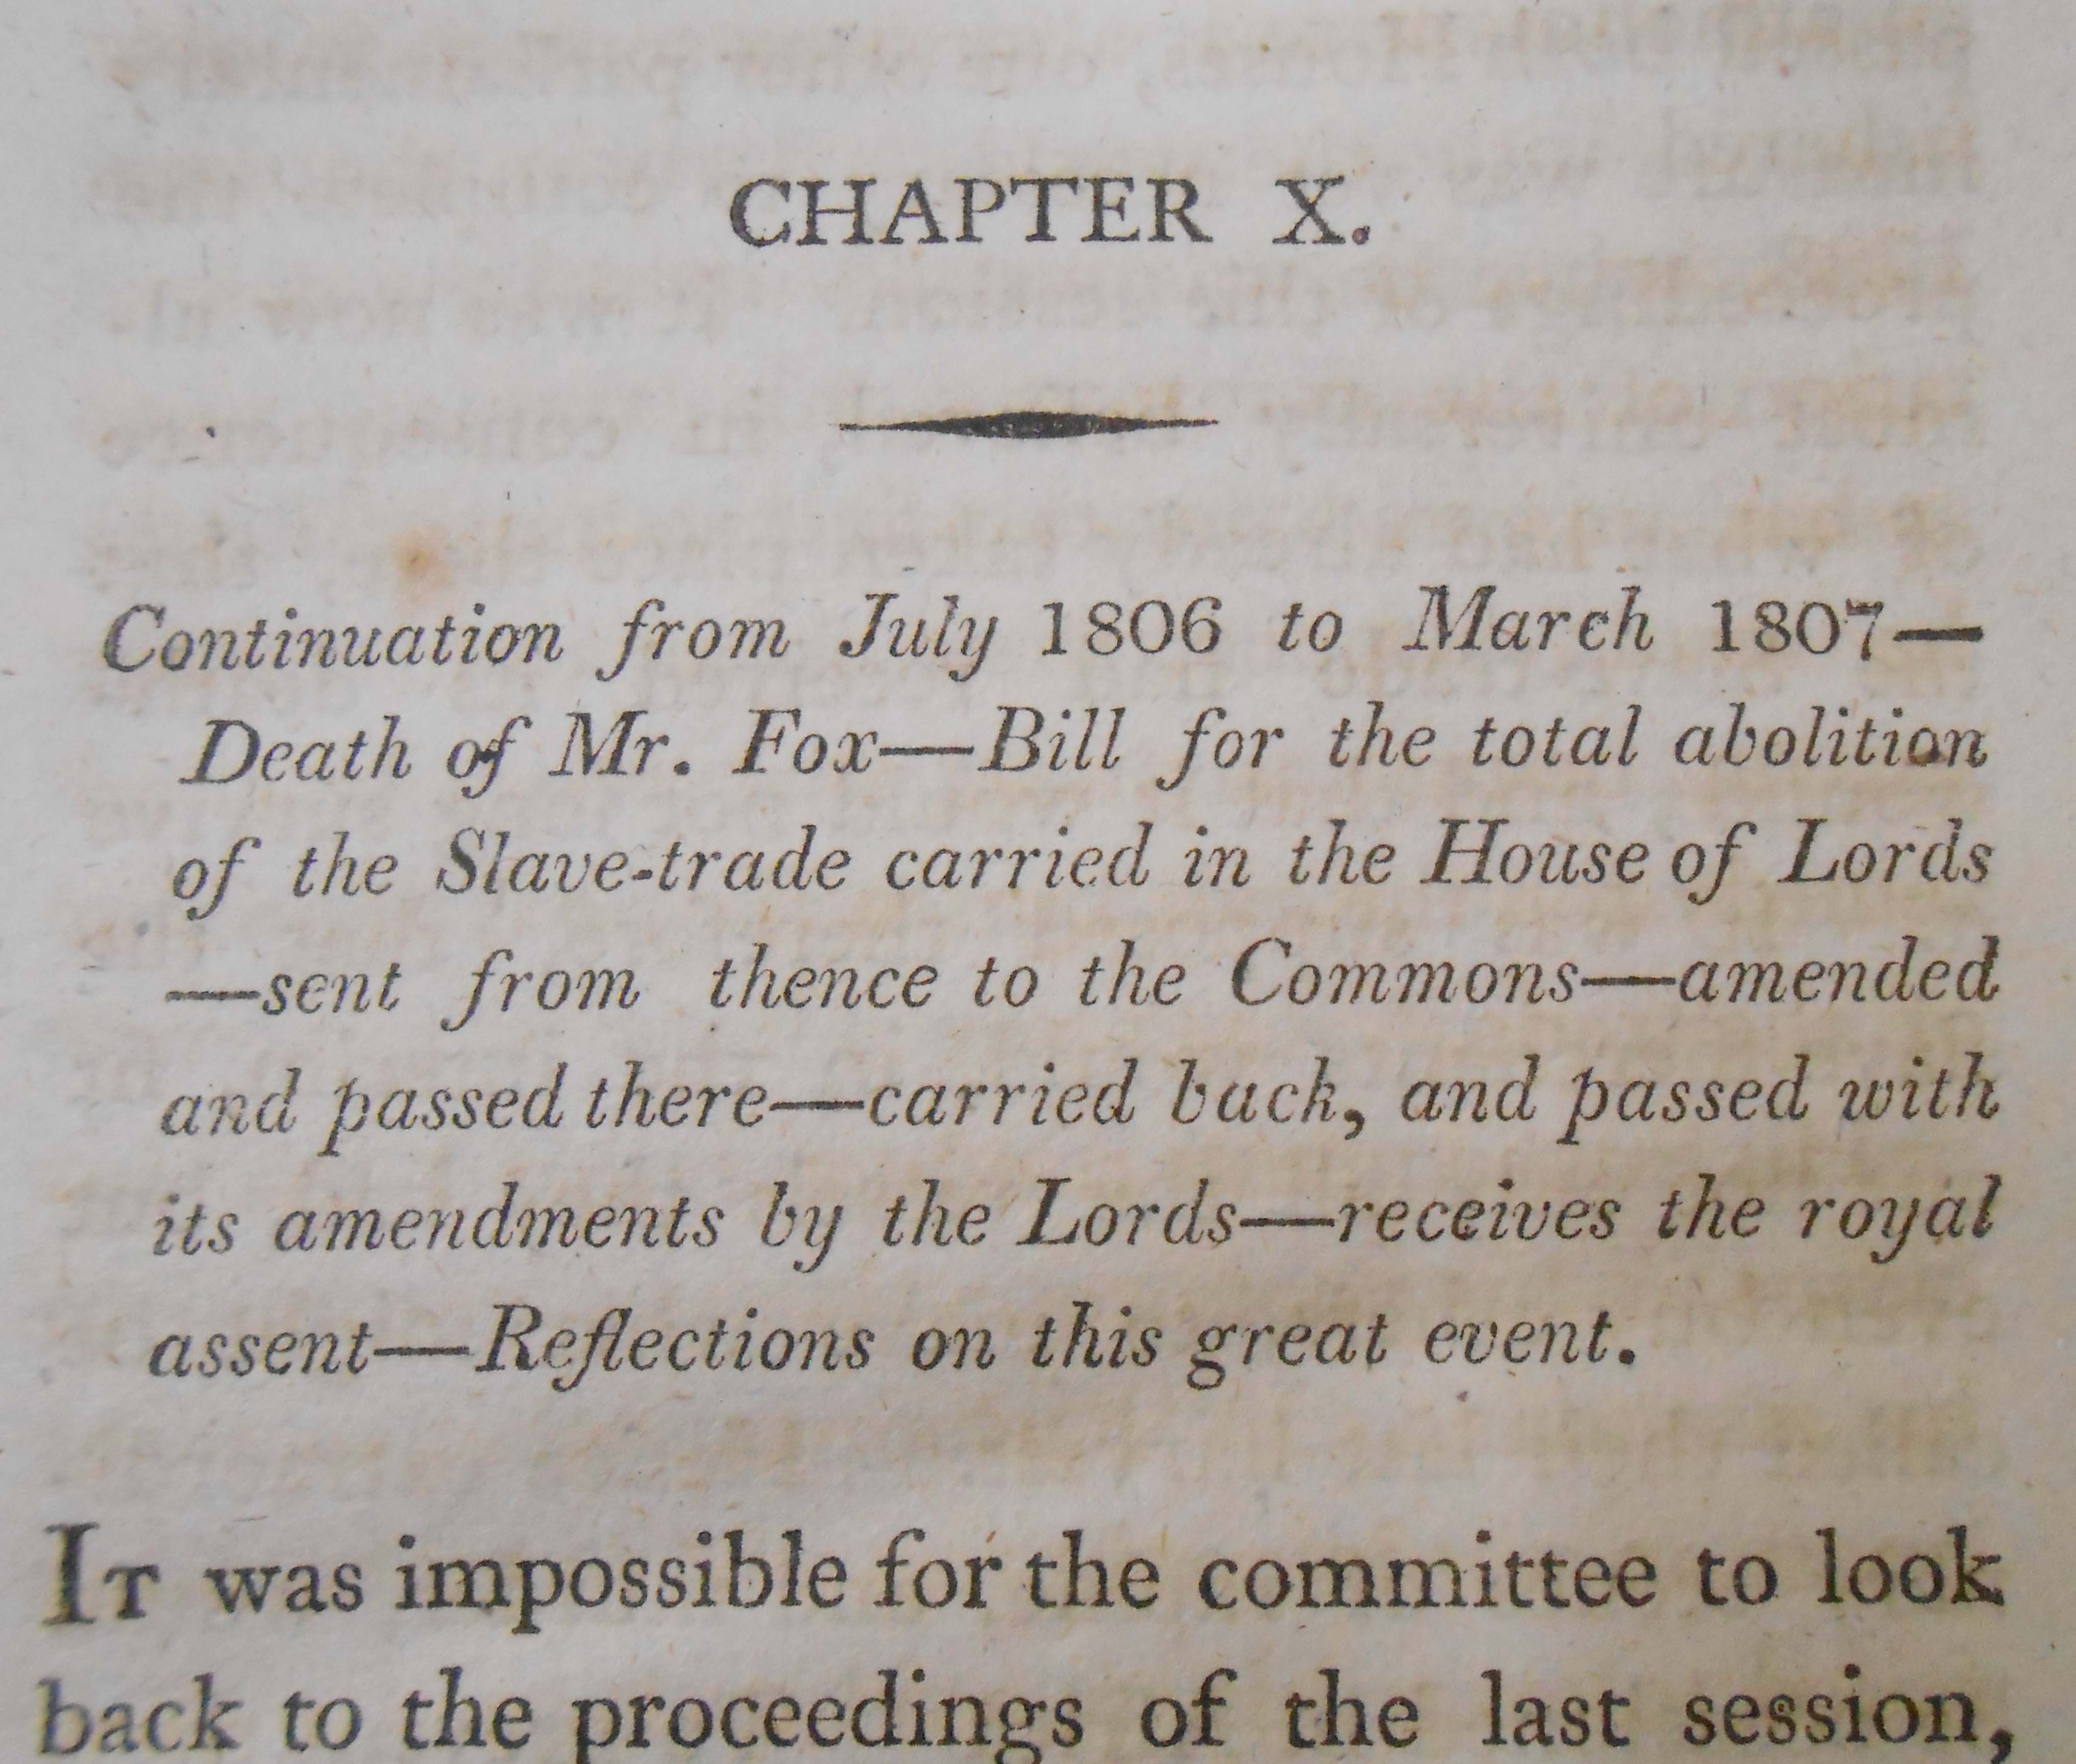 CHAPTER X.
Continuation from July 1806 to March 1807—
Death of Mr. Fox—Bill for the total abolition
of the Slave-trade carried in the House of Lords
—sent from thence to the Commons—amended
and passed there—carried back, and passed with
its amendments by the Lords—receives the royal
assent—Reflections on this great event.
IT was impossible for the committee to look
back to the proceedings of the last session,